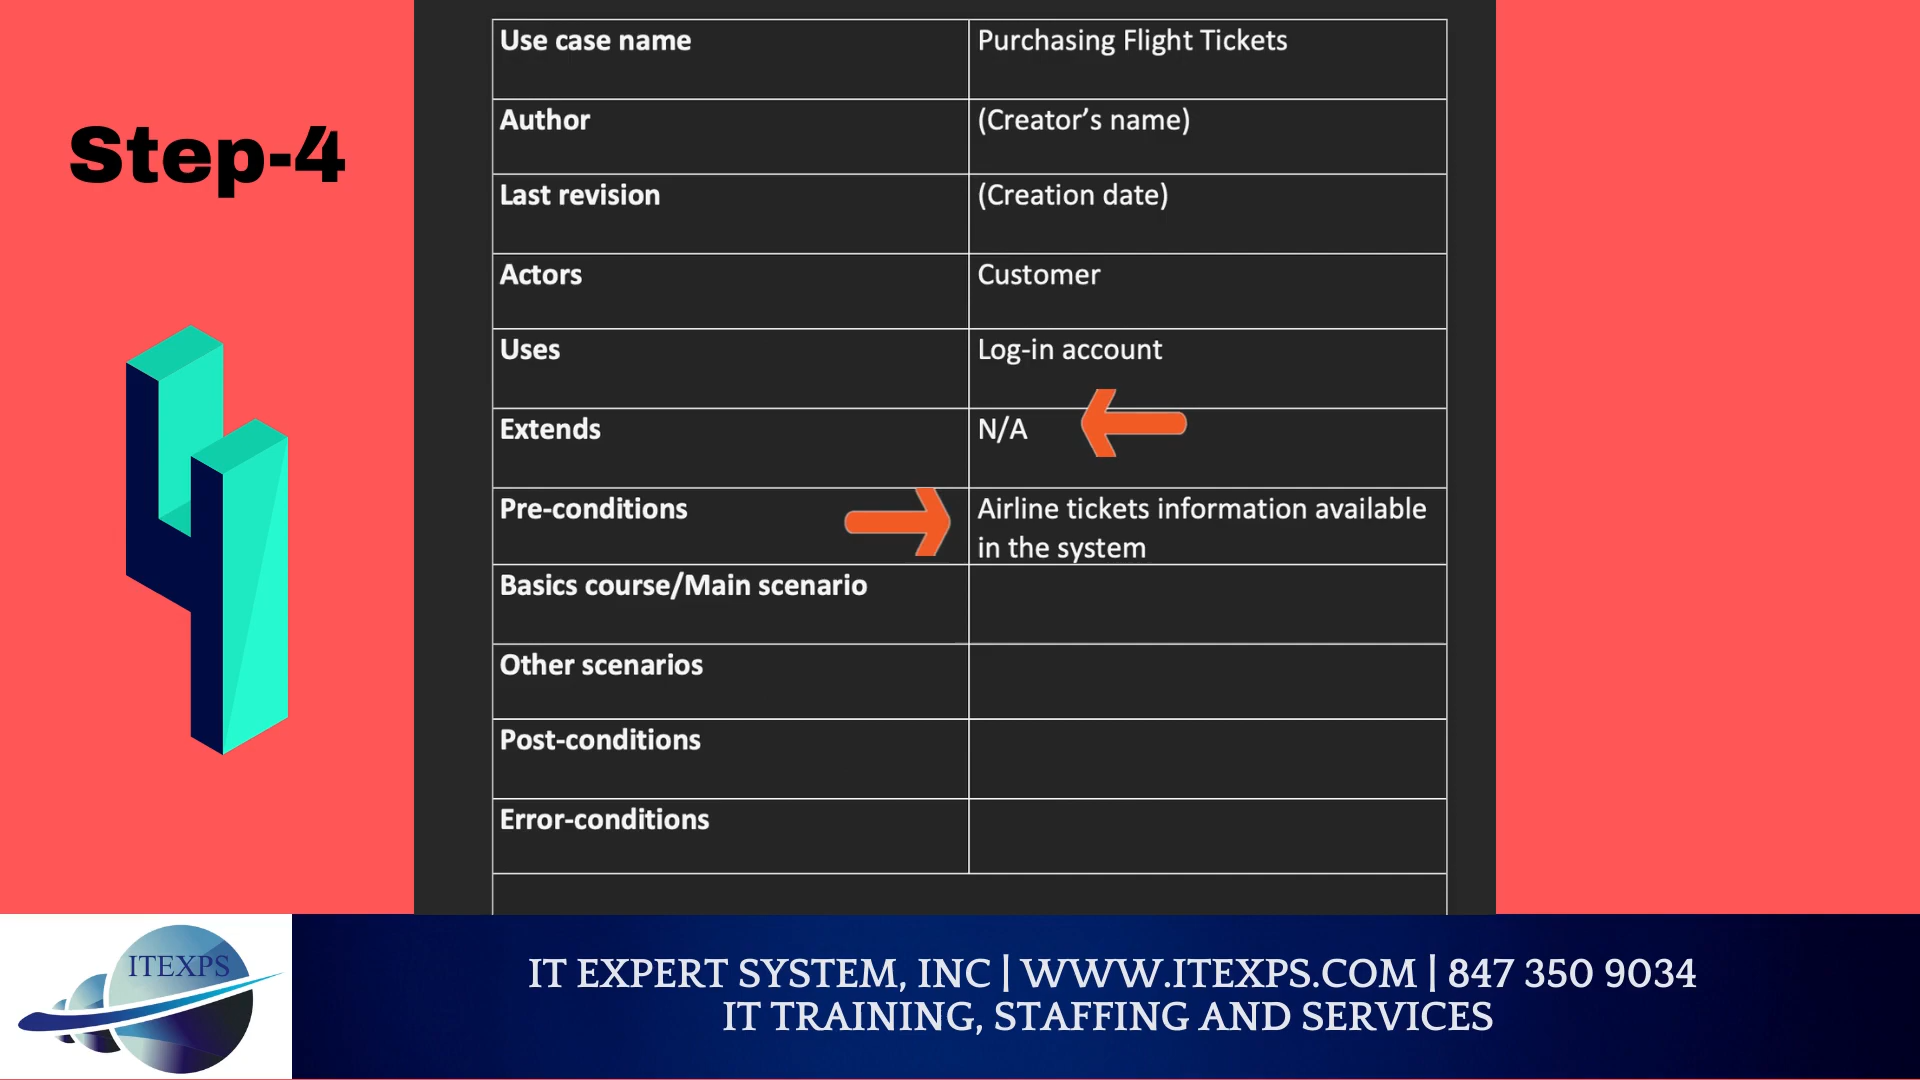 Step-4
Use case name
Purchasing Flight Tickets
Author
(Creator’s name)
Last revision
(Creation date)
Actors
Customer
Uses
Log-in account
Extends
N/A
Pre-conditions
Airline tickets information available
in the system
Basics course/Main scenario
Other scenarios
Post-conditions
Error-conditions
4
ITEXPS
IT EXPERT SYSTEM, INC | WWW.ITEXPS.COM | 847 350 9034
IT TRAINING, STAFFING AND SERVICES